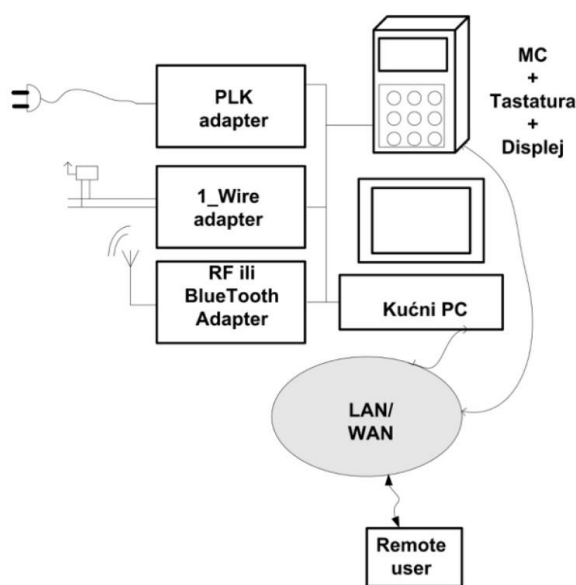 PLK
adapter
MC
+
Tastatura
+
Displej
1_Wire
adapter
RF ili
BlueTooth
Adapter
Kućni PC
LAN/
WAN
Remote
user